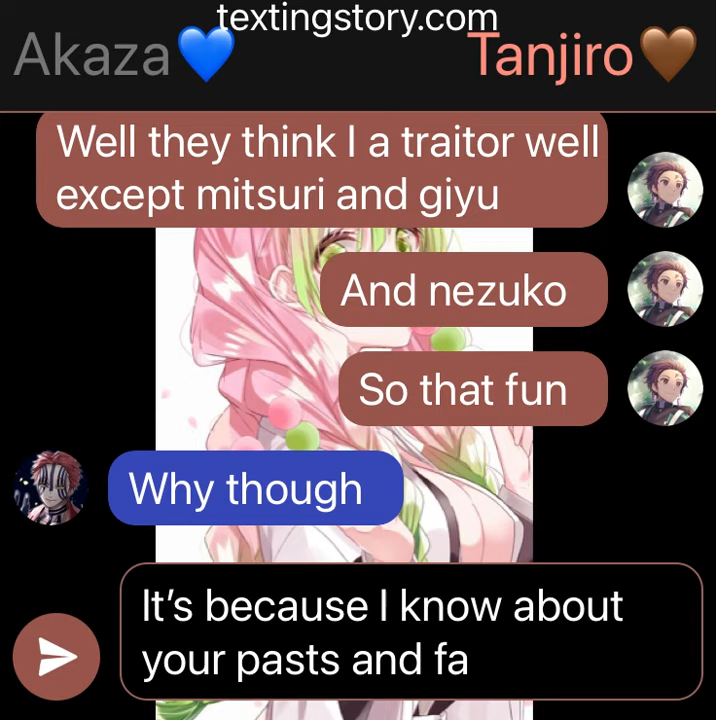 textingstory.com
Akaza💙
Tanjiro🤎
Well they think I a traitor well
except mitsuri and giyu
And nezuko
So that fun
Why though
It's because I know about
your pasts and fa